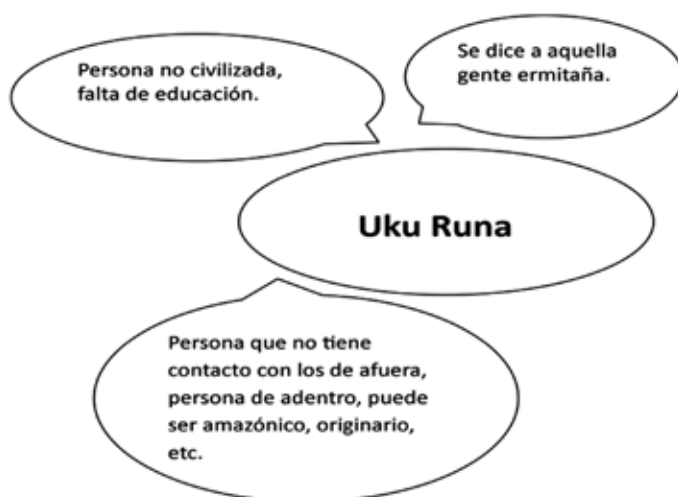 Persona no civilizada,
falta de educación.
Se dice a aquella
gente ermitaña.
Uku Runa
Persona que no tiene
contacto con los de afuera,
persona de adentro, puede
ser amazónico, originario,
etc.